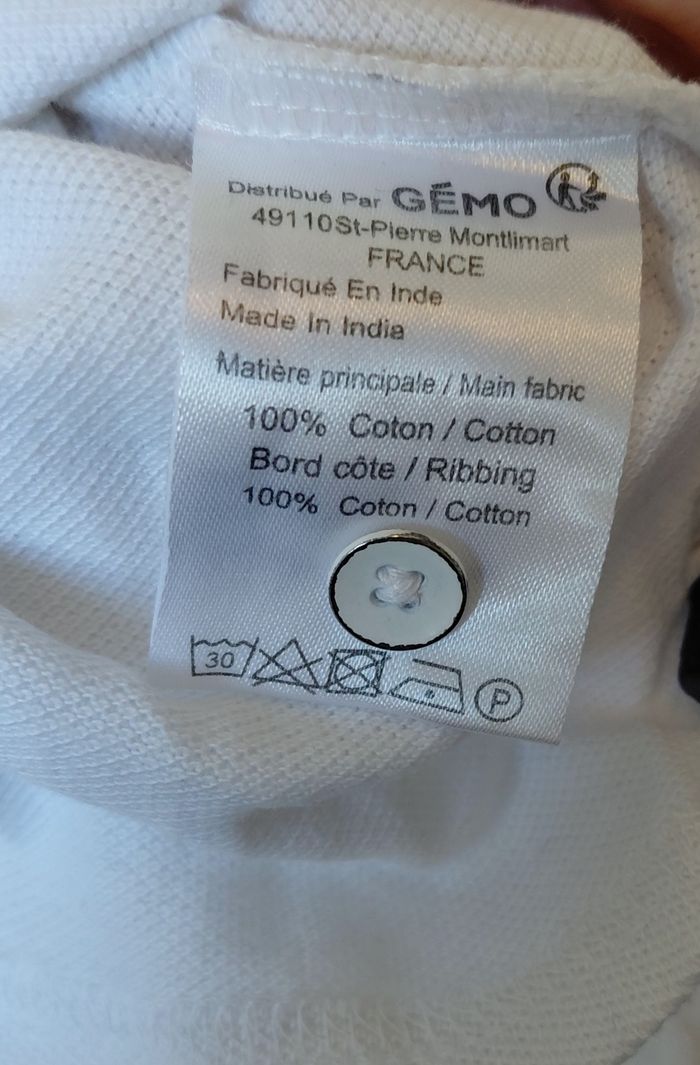 Distribué Par GÉMO
49110St-Pierre Montlimart
FRANCE
Fabriqué En Inde
Made In India
Matière principale / Main fabric
100% Coton / Cotton
Bord côte / Ribbing
100% Coton / Cotton
30 P